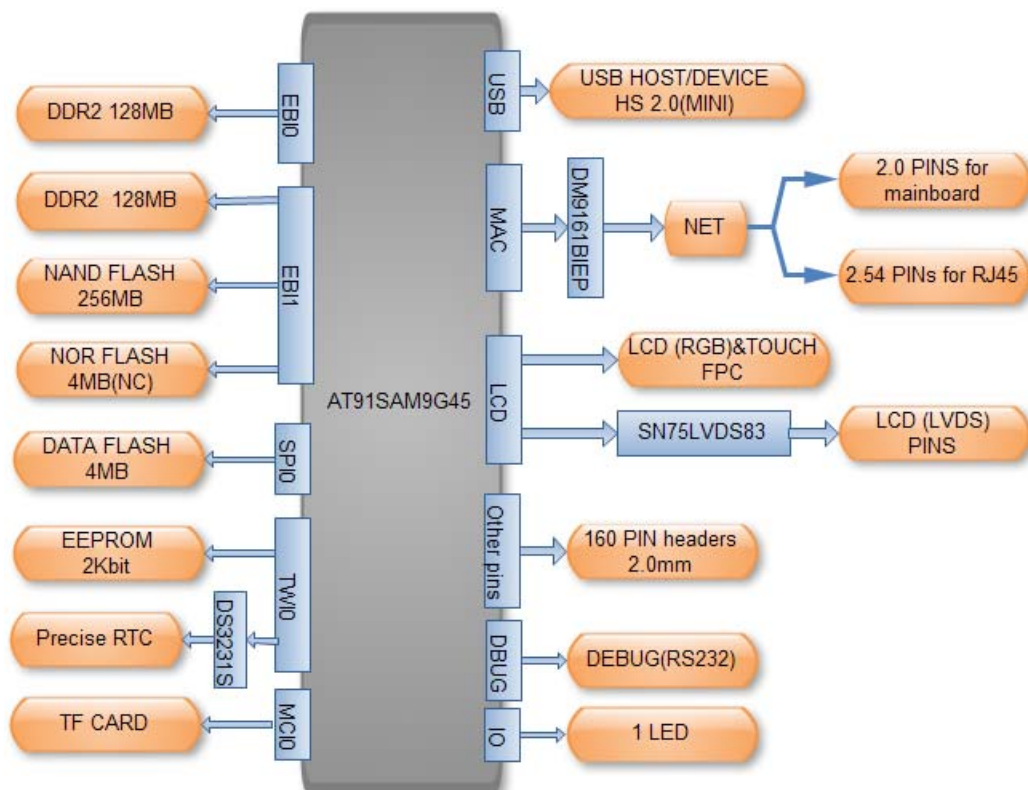 EBI0
DDR2 128MB
EBI1
DDR2 128MB
NAND FLASH
256MB
NOR FLASH
4MB(NC)
SPI0
DATA FLASH
4MB
TWI0
EEPROM
2Kbit
DS3231S
Precise RTC
MCI0
TF CARD
AT91SAM9G45
USB
USB HOST/DEVICE
HS 2.0(MINI)
MAC
DM9161BIEP
NET
2.0 PINS for
mainboard
2.54 PINs for RJ45
LCD
LCD (RGB)&TOUCH
FPC
SN75LVDS83
LCD (LVDS)
PINS
Other pins
160 PIN headers
2.0mm
DBUG
DEBUG(RS232)
IO
1 LED